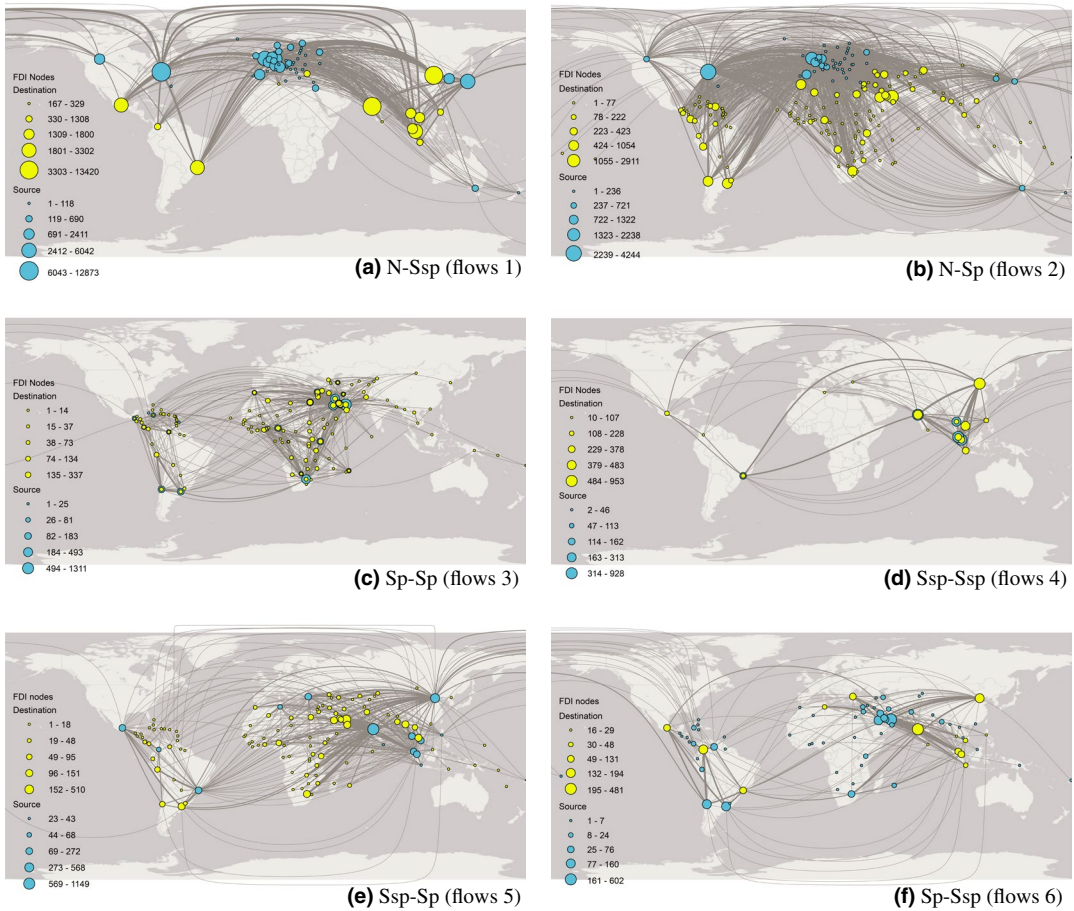 FDI Nodes
Destination
167 - 329
330 - 1308
1309 - 1800
1801 - 3302
3303 - 13420
Source
1 - 118
119 - 690
691 - 2411
2412 - 6042
6043 - 12873
(a) N-Ssp (flows 1)
FDI Nodes
Destination
1 - 77
78 - 222
223 - 423
424 - 1054
1055 - 2911
Source
1 - 236
237 - 721
722 - 1322
1323 - 2238
2239 - 4244
(b) N-Sp (flows 2)
FDI Nodes
Destination
1 - 14
15 - 37
38 - 73
74 - 134
135 - 337
Source
1 - 25
26 - 81
82 - 183
184 - 493
494 - 1311
(c) Sp-Sp (flows 3)
FDI Nodes
Destination
10 - 107
108 - 228
229 - 378
379 - 483
484 - 953
Source
2 - 46
47 - 113
114 - 162
163 - 313
314 - 928
(d) Ssp-Ssp (flows 4)
FDI nodes
Destination
1 - 18
19 - 48
49 - 95
96 - 151
152 - 510
Source
23 - 43
44 - 68
69 - 272
273 - 568
569 - 1149
(e) Ssp-Sp (flows 5)
FDI nodes
Destination
16 - 29
30 - 48
49 - 131
132 - 194
195 - 481
Source
1 - 7
8 - 24
25 - 76
77 - 160
161 - 602
(f) Sp-Ssp (flows 6)